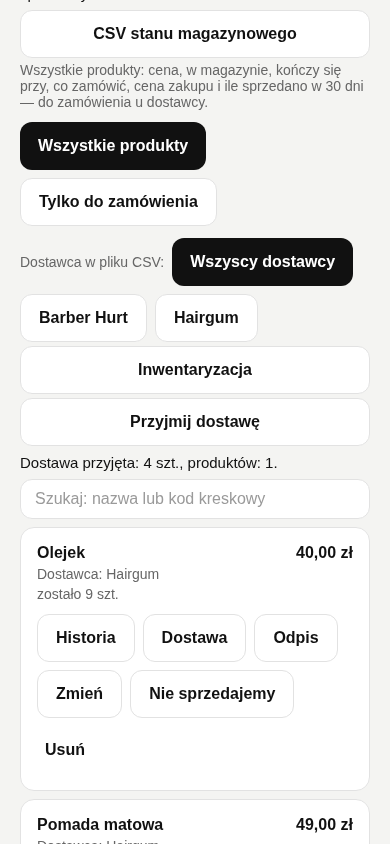 CSV stanu magazynowego
Wszystkie produkty: cena, w magazynie, kończy się
przy, co zamówić, cena zakupu i ile sprzedano w 30 dni
— do zamówienia u dostawcy.
Wszystkie produkty
Tylko do zamówienia
Dostawca w pliku CSV: Wszyscy dostawcy
Barber Hurt Hairgum
Inwentaryzacja
Przyjmij dostawę
Dostawa przyjęta: 4 szt., produktów: 1.
Szukaj: nazwa lub kod kreskowy
Olejek 40,00 zł
Dostawca: Hairgum
zostało 9 szt.
Historia Dostawa Odpis
Zmień Nie sprzedajemy
Usuń
Pomada matowa 49,00 zł
Dostawca: Hairgum